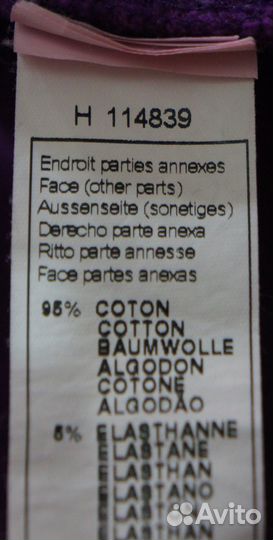 H 114839
Endroit parties annexes
Face (other parts)
Aussenseite (sonetiges)
Derecho parte anexa
Ritto parte annesse
Face partes anexas
95% COTON
COTTON
BAUMWOLLE
ALGODON
COTONE
ALGODÃO
5% ELASTHANNE
ELASTANE
ELASTHAN
ELASTANO
Avito